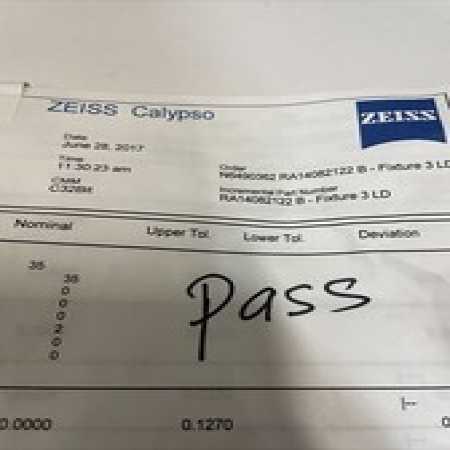 ZEISS Calypso
ZEISS
Date
June 28, 2017
Time
11:30:23 am
Order
RA14082122 B - Fixture 3 LD
CMM
Incremental Part Number
RA14082122 B - Fixture 3 LD
Nominal Upper Tol. Lower Tol. Deviation
35
35
0
0
0
2
0
0
Pass
0.0000 0.1270